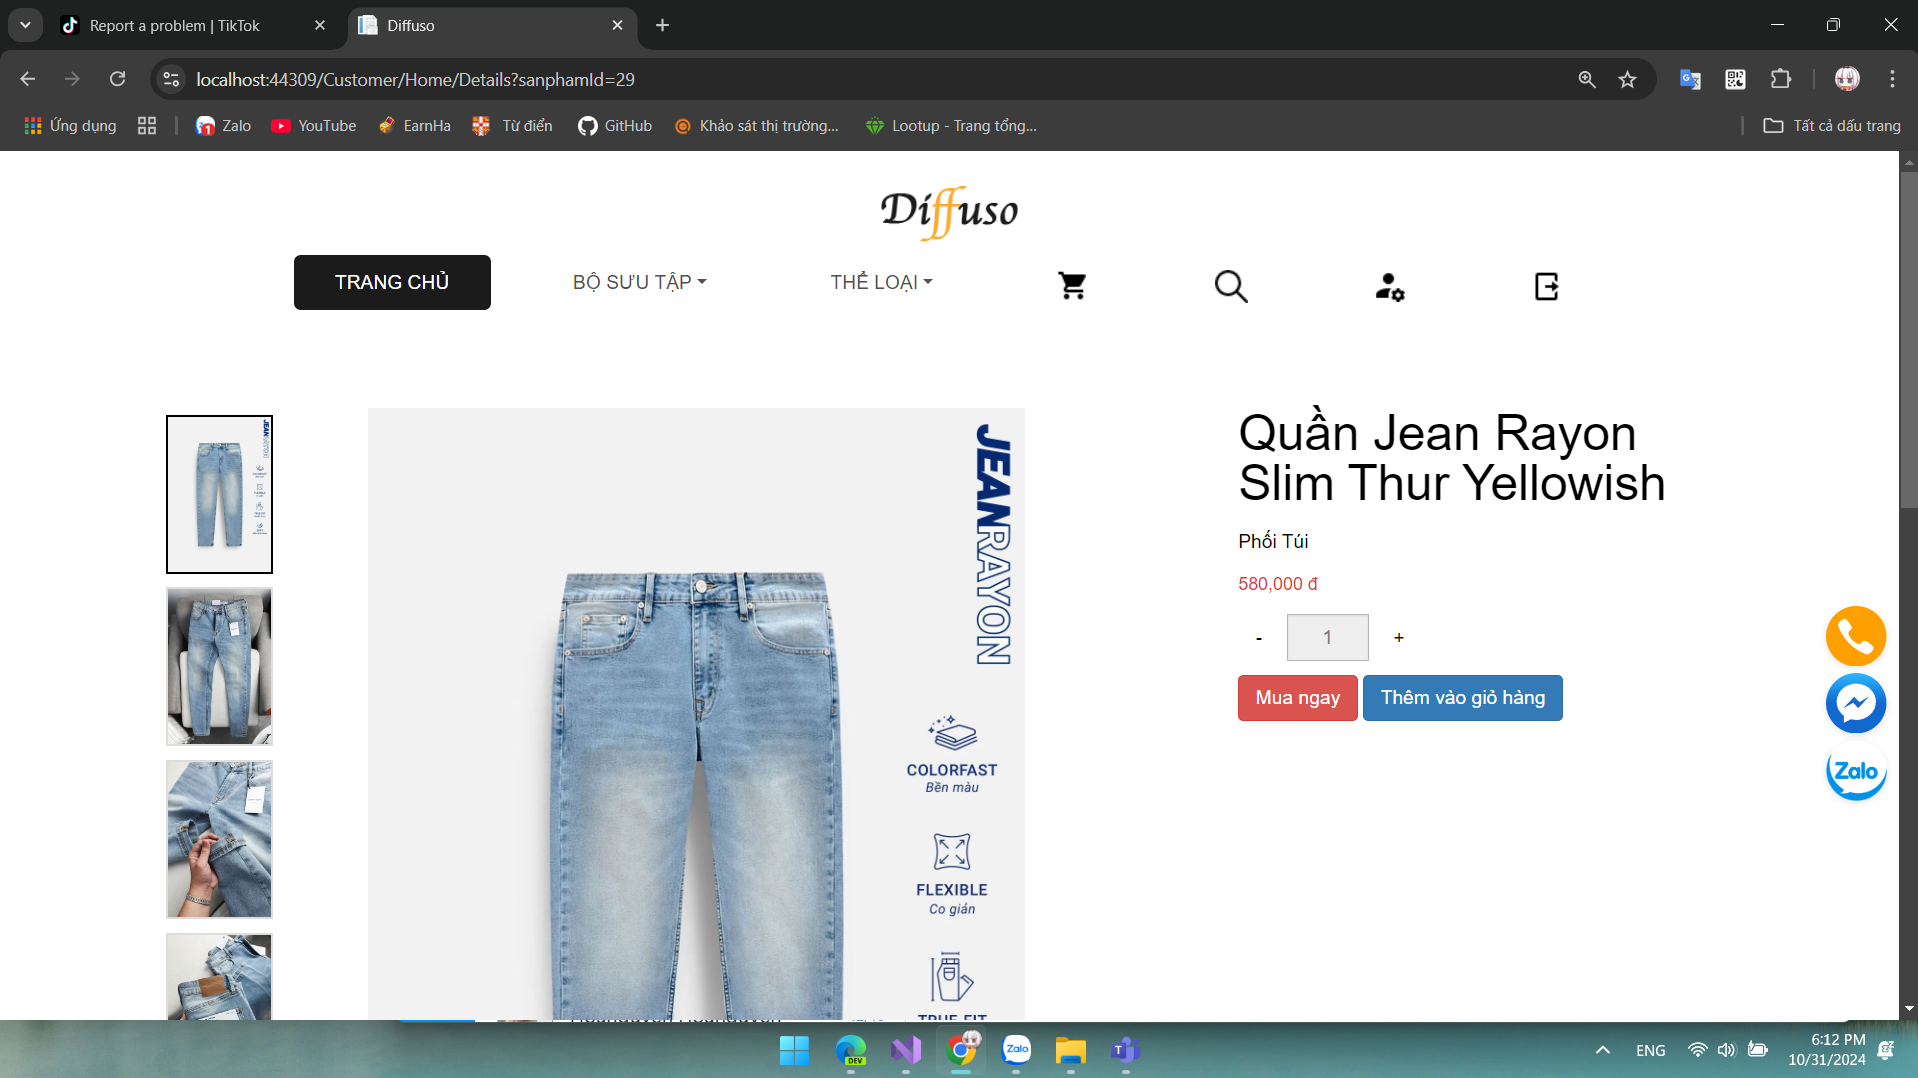 Report a problem | TikTok
Diffuso
localhost:44309/Customer/Home/Details?sanphamId=29
Ứng dụng
Zalo
YouTube
EarnHa
Từ điển
GitHub
Khảo sát thị trường...
Lootup - Trang tổng...
Tất cả dấu trang
Diffuso
TRANG CHỦ
BỘ SƯU TẬP
THỂ LOẠI
JEANRAYON
COLORFAST
Bền màu
FLEXIBLE
Co giãn
TRUE FIT
Quần Jean Rayon
Slim Thur Yellowish
Phối Túi
580,000 đ
- 1 +
Mua ngay
Thêm vào giỏ hàng
Zalo
DEV
Zalo
ENG
6:12 PM
10/31/2024